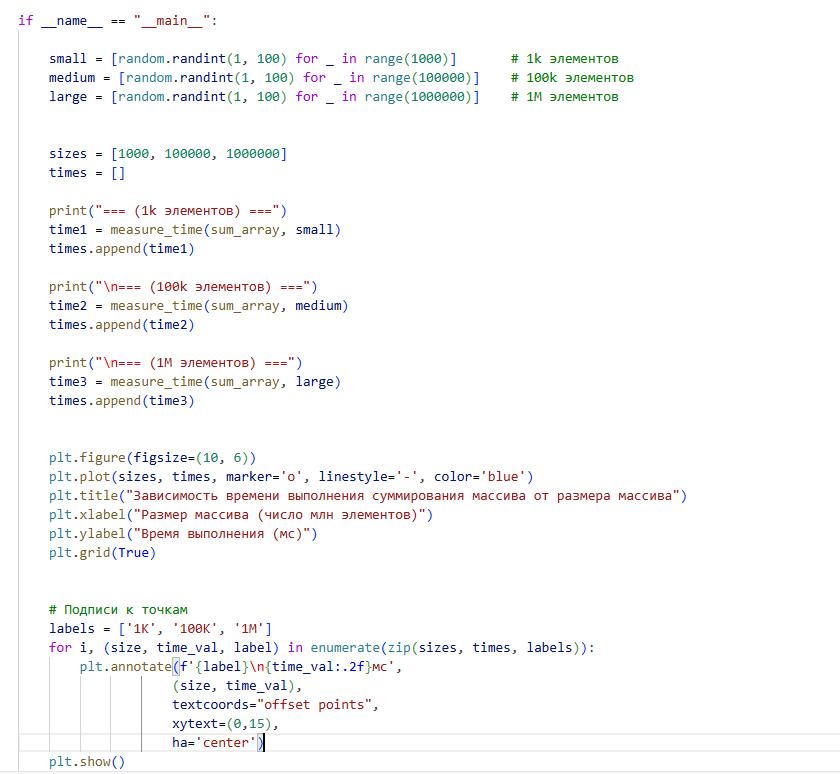 if __name__ == "__main__":
small = [random.randint(1, 100) for _ in range(1000)] # 1k элементов
medium = [random.randint(1, 100) for _ in range(100000)] # 100k элементов
large = [random.randint(1, 100) for _ in range(1000000)] # 1M элементов
sizes = [1000, 100000, 1000000]
times = []
print("=== (1k элементов) ===")
time1 = measure_time(sum_array, small)
times.append(time1)
print("\n=== (100k элементов) ===")
time2 = measure_time(sum_array, medium)
times.append(time2)
print("\n=== (1M элементов) ===")
time3 = measure_time(sum_array, large)
times.append(time3)
plt.figure(figsize=(10, 6))
plt.plot(sizes, times, marker='o', linestyle='-', color='blue')
plt.title("Зависимость времени выполнения суммирования массива от размера массива")
plt.xlabel("Размер массива (число млн элементов)")
plt.ylabel("Время выполнения (мс)")
plt.grid(True)
# Подписи к точкам
labels = ['1K', '100K', '1M']
for i, (size, time_val, label) in enumerate(zip(sizes, times, labels)):
plt.annotate(f'{label}\n{time_val:.2f}мс',
(size, time_val),
textcoords="offset points",
xytext=(0,15),
ha='center')
plt.show()